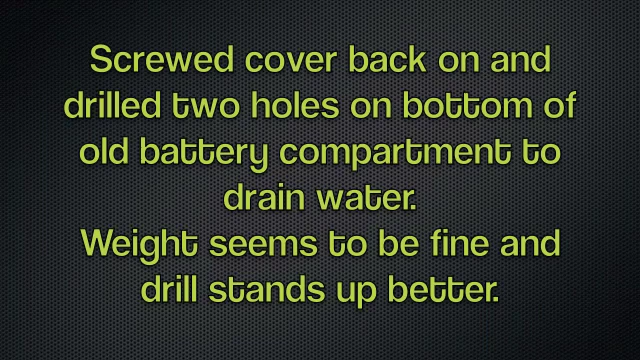 Screwed cover back on and
drilled two holes on bottom of
old battery compartment to
drain water.
Weight seems to be fine and
drill stands up better.